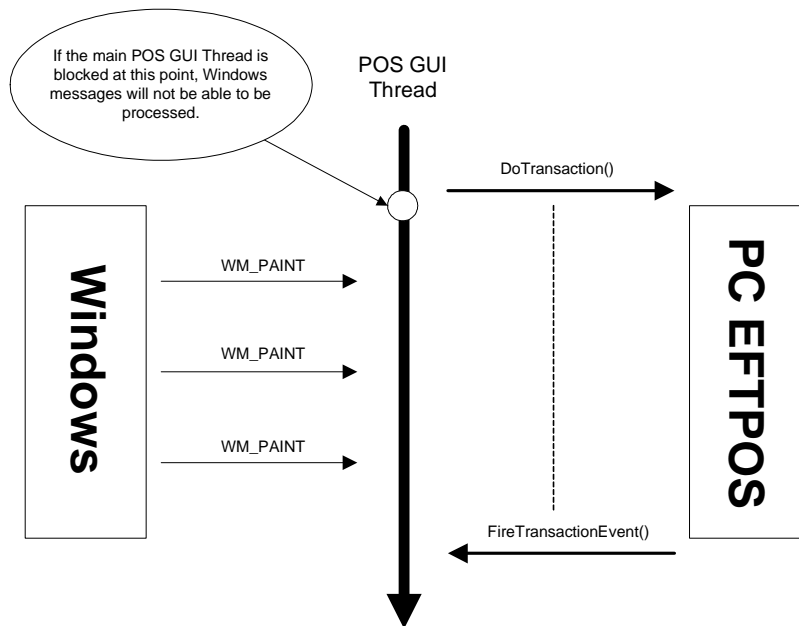 If the main POS GUI Thread is
blocked at this point, Windows
messages will not be able to be
processed.
POS GUI
Thread
DoTransaction()
Windows
WM_PAINT
WM_PAINT
WM_PAINT
PC EFTPOS
FireTransactionEvent()